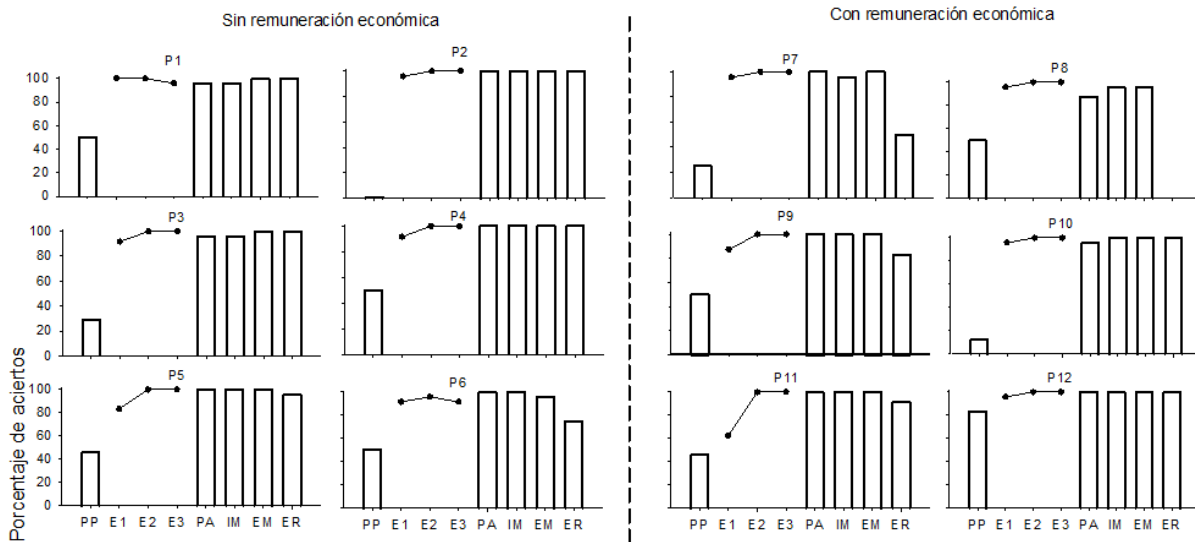 Sin remuneración económica
Con remuneración económica
P1
P2
P7
P8
100
80
60
40
20
0
P3
P4
P9
P10
100
80
60
40
20
0
P5
P6
P11
P12
100
80
60
40
20
0
Porcentaje de aciertos
PP E1 E2 E3 PA IM EM ER
PP E1 E2 E3 PA IM EM ER
PP E1 E2 E3 PA IM EM ER
PP E1 E2 E3 PA IM EM ER